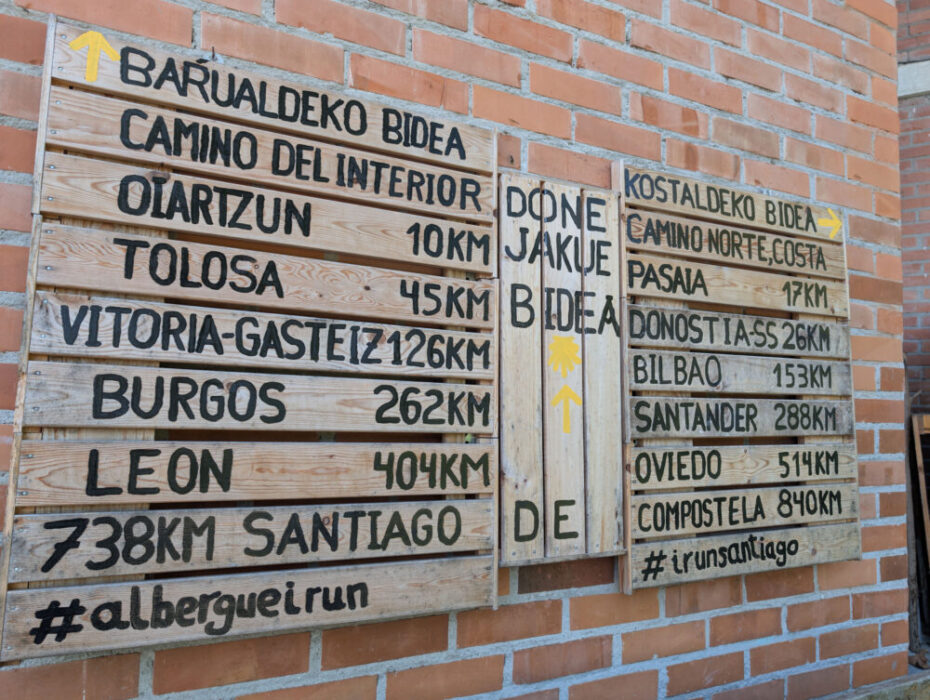 BAŔUALDEKO BIDEA
CAMINO DEL INTERIOR
OIARTZUN 10KM
TOLOSA 45KM
VITORIA-GASTEIZ 126KM
BURGOS 262KM
LEON 404KM
738KM SANTIAGO
#albergueirun
DONE
JAKUE
BIDEA
DE
KOSTALDEKO BIDEA
CAMINO NORTE, COSTA
PASAIA 17KM
DONOSTIA-SS 26KM
BILBAO 153KM
SANTANDER 288KM
OVIEDO 514KM
COMPOSTELA 840KM
#irunsantiago